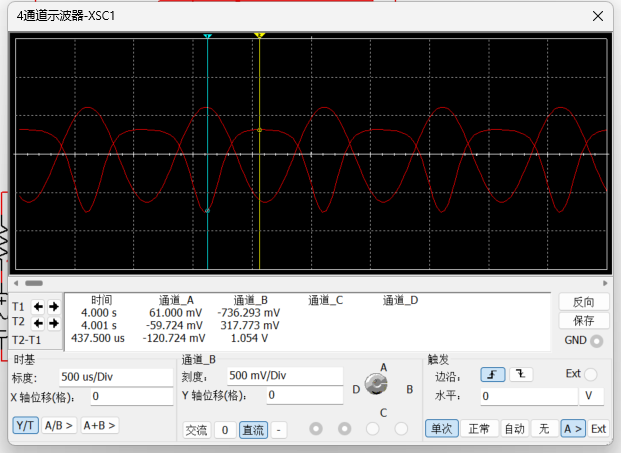 4通道示波器-XSC1
时间 通道_A 通道_B 通道_C 通道_D
T1 4.000 s 61.000 mV -736.293 mV
T2 4.001 s -59.724 mV 317.773 mV
T2-T1 437.500 us -120.724 mV 1.054 V
反向
保存
GND
时基
标度: 500 us/Div
X 轴位移(格): 0
Y/T A/B > A+B >
通道_B
刻度: 500 mV/Div
Y 轴位移(格): 0
交流 0 直流 -
A
D B
C
触发
边沿: Ext
水平: 0 V
单次 正常 自动 无 A > Ext